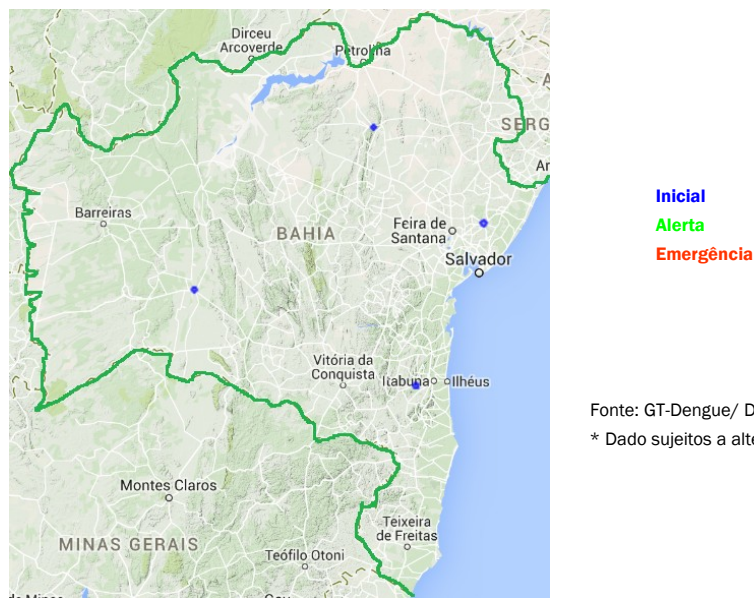 Dirceu
Arcoverde
Petrolina
SERG
Barreiras
BAHIA
Feira de
Santana
Salvador
Vitória da
Conquista
Itabuna
Ilhéus
Montes Claros
MINAS GERAIS
Teófilo Otoni
Teixeira
de Freitas
Ar
Inicial
Alerta
Emergência
Fonte: GT-Dengue/ D
* Dado sujeitos a alte